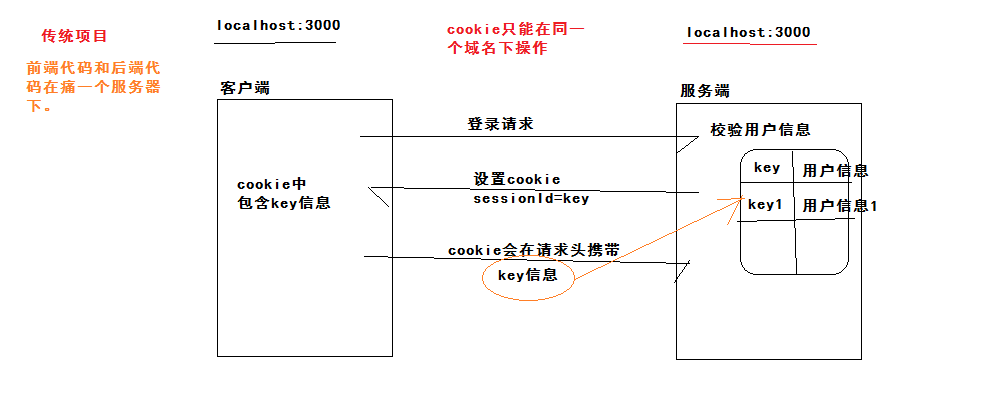 传统项目
前端代码和后端代
码在痛一个服务器
下。
localhost:3000
cookie只能在同一
个域名下操作
localhost:3000
客户端
服务端
登录请求
校验用户信息
key
用户信息
cookie中
包含key信息
设置cookie
sessionId=key
key1
用户信息1
cookie会在请求头携带
key信息